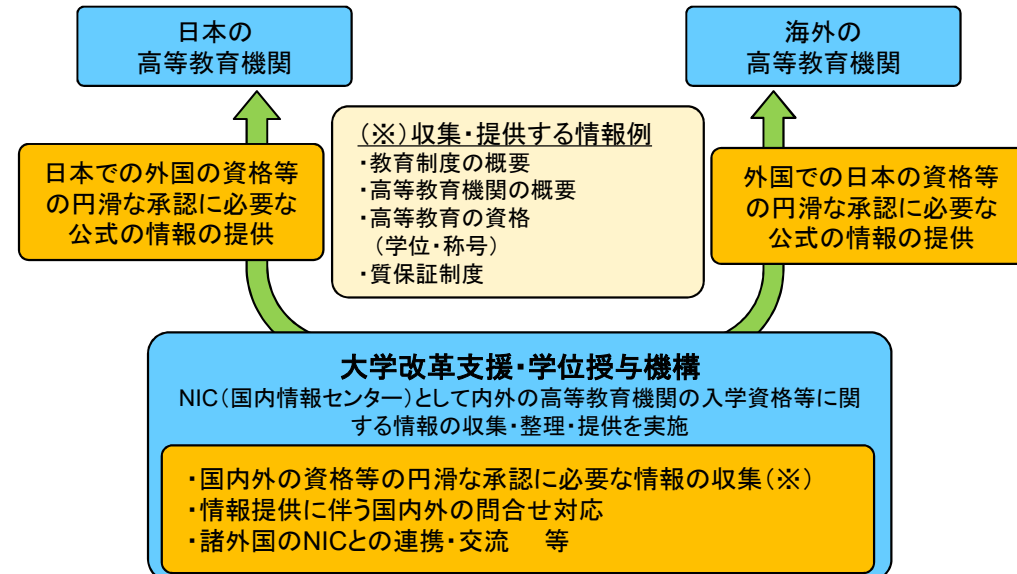 日本の
高等教育機関
海外の
高等教育機関
(※)収集・提供する情報例
・教育制度の概要
・高等教育機関の概要
・高等教育の資格
(学位・称号)
・質保証制度
日本での外国の資格等
の円滑な承認に必要な
公式の情報の提供
外国での日本の資格等
の円滑な承認に必要な
公式の情報の提供
大学改革支援・学位授与機構
NIC(国内情報センター)として内外の高等教育機関の入学資格等に関
する情報の収集・整理・提供を実施
・国内外の資格等の円滑な承認に必要な情報の収集(※)
・情報提供に伴う国内外の問合せ対応
・諸外国のNICとの連携・交流 等